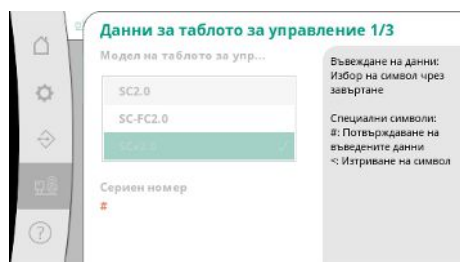 Данни за таблото за управление 1/3
Модел на таблото за упр...
SC2.0
SC-FC2.0
Сериен номер
#
Въвеждане на данни:
Избор на символ чрез
завъртане
Специални символи:
#: Потвърждаване на
въведените данни
<: Изтриване на символ
?